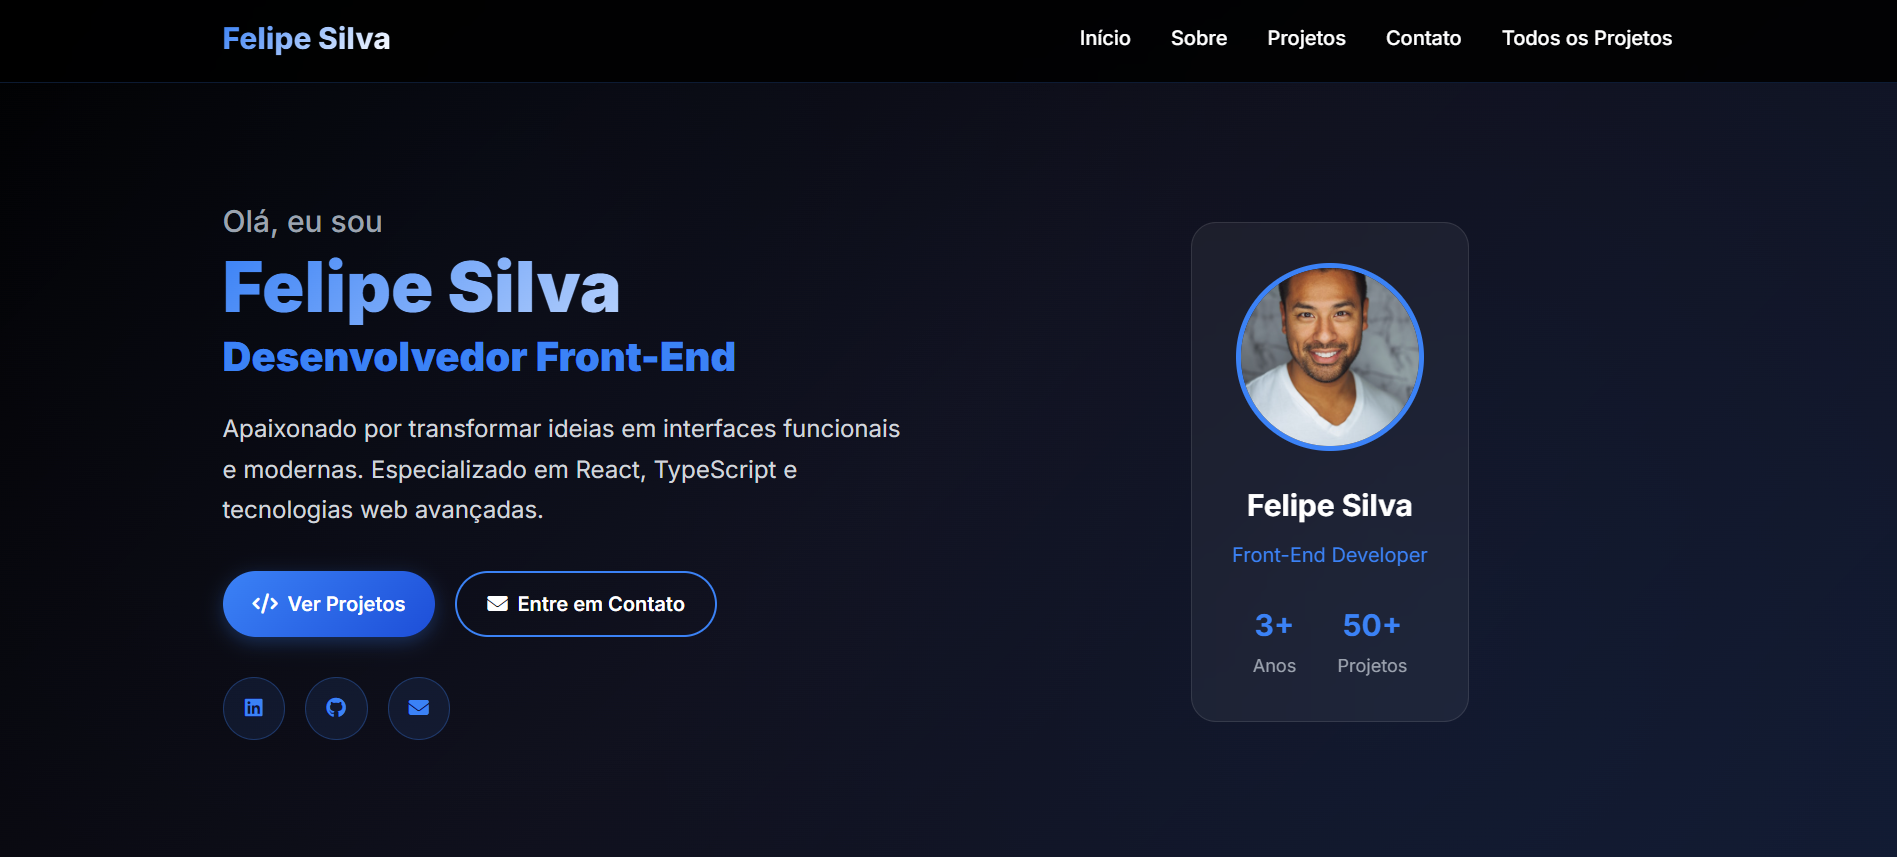 Felipe Silva
Início Sobre Projetos Contato Todos os Projetos
Olá, eu sou
Felipe Silva
Desenvolvedor Front-End
Apaixonado por transformar ideias em interfaces funcionais
e modernas. Especializado em React, TypeScript e
tecnologias web avançadas.
Ver Projetos
Entre em Contato
Felipe Silva
Front-End Developer
3+ 50+
Anos Projetos